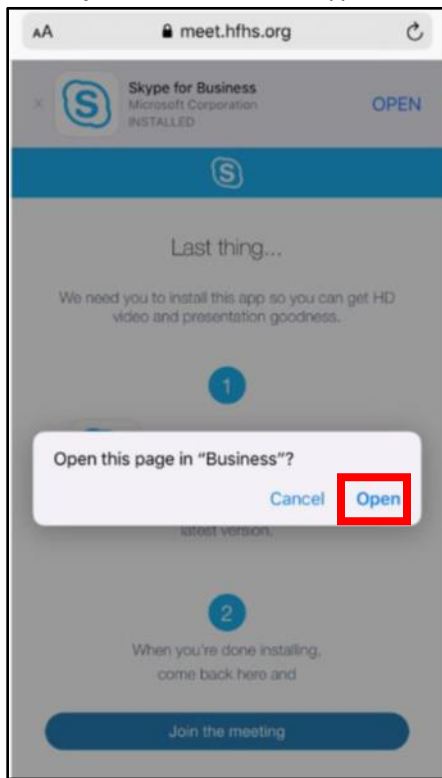 AA meet.hfhs.org
Skype for Business
Microsoft Corporation
INSTALLED
OPEN
Last thing...
We need you to install this app so you can get HD
video and presentation goodness.
1
Open this page in “Business”?
Cancel Open
latest version.
2
When you're done installing,
come back here and
Join the meeting